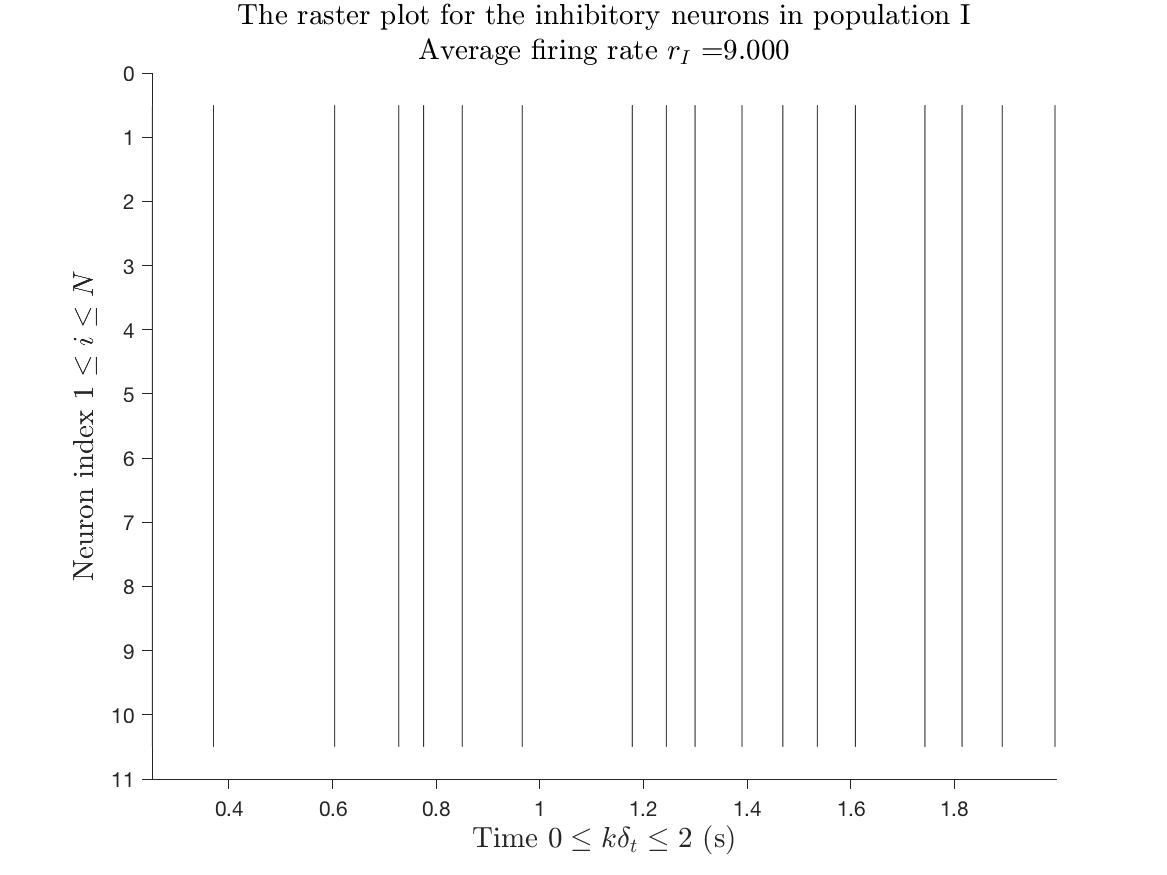 The raster plot for the inhibitory neurons in population I
Average firing rate r_I =9.000
0
1
2
3
4
5
6
7
8
9
10
11
Neuron index 1 ≤ i ≤ N
0.4 0.6 0.8 1 1.2 1.4 1.6 1.8
Time 0 ≤ kδ_t ≤ 2 (s)